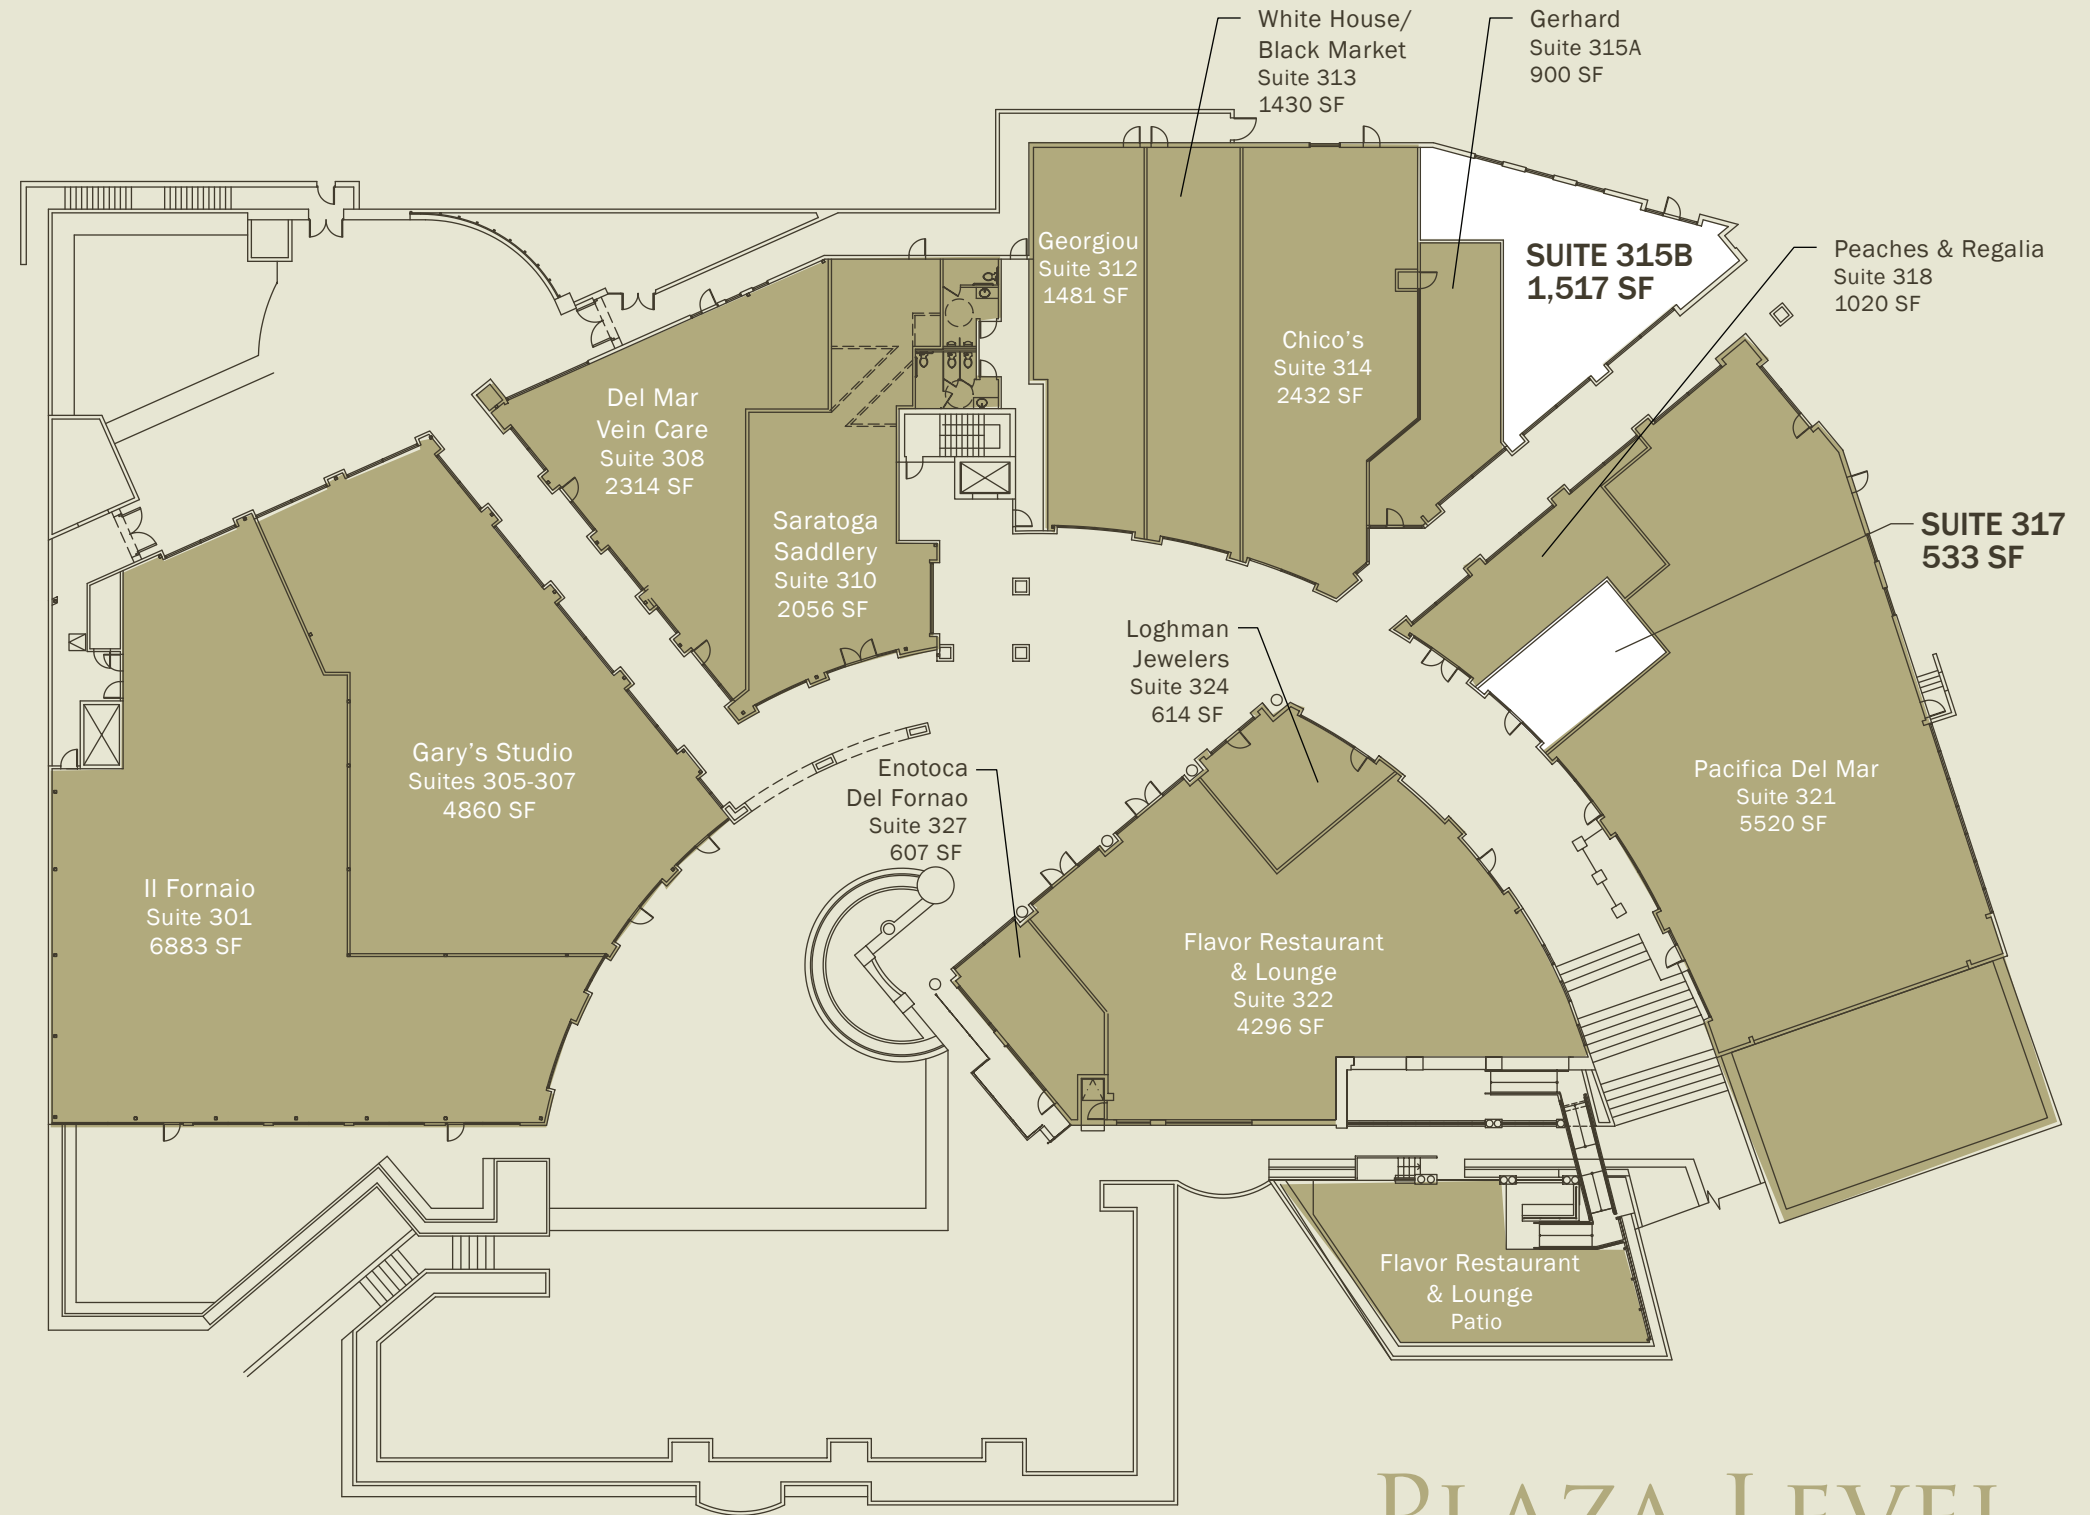 White House/
Black Market
Suite 313
1430 SF
Gerhard
Suite 315A
900 SF
Georgiou
Suite 312
1481 SF
SUITE 315B
1,517 SF
Peaches & Regalia
Suite 318
1020 SF
Chico's
Suite 314
2432 SF
Del Mar
Vein Care
Suite 308
2314 SF
Saratoga
Saddlery
Suite 310
2056 SF
SUITE 317
533 SF
Loghman
Jewelers
Suite 324
614 SF
Gary's Studio
Suites 305-307
4860 SF
Enotoca
Del Fornao
Suite 327
607 SF
Pacifica Del Mar
Suite 321
5520 SF
Il Fornaio
Suite 301
6883 SF
Flavor Restaurant
& Lounge
Suite 322
4296 SF
Flavor Restaurant
& Lounge
Patio
PLAZA LEVEL